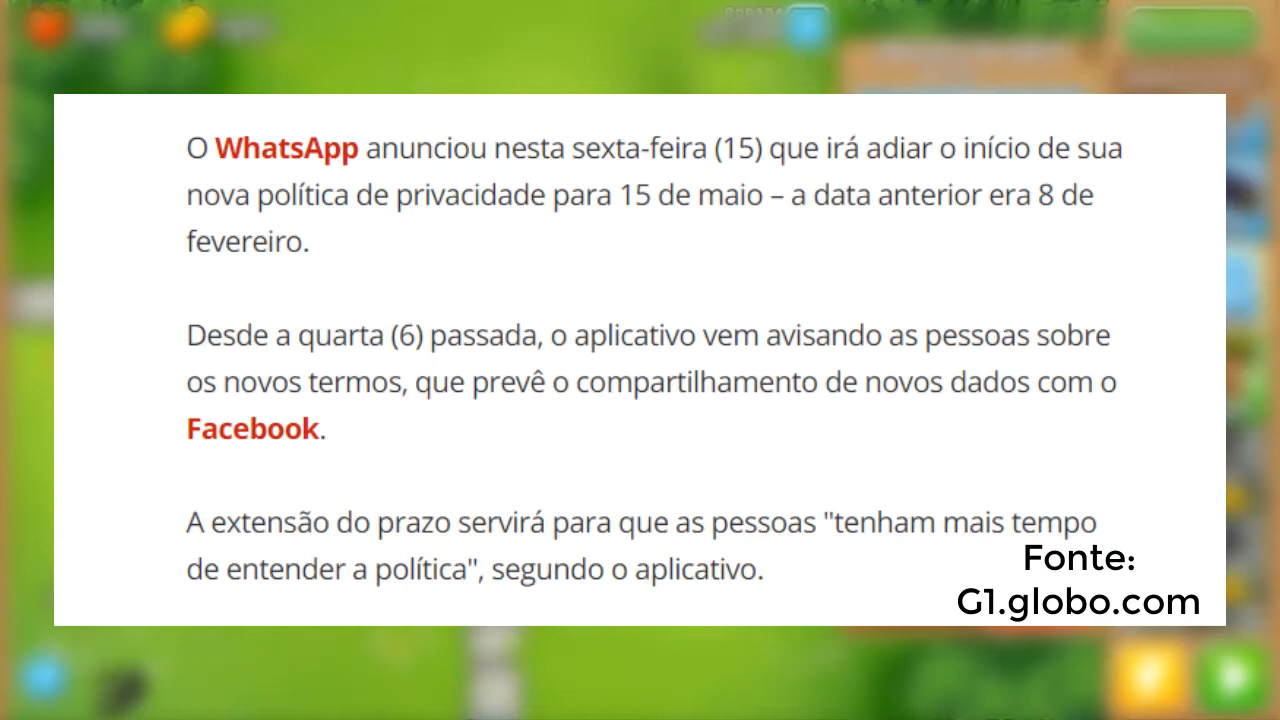 O WhatsApp anunciou nesta sexta-feira (15) que irá adiar o início de sua
nova política de privacidade para 15 de maio – a data anterior era 8 de
fevereiro.
Desde a quarta (6) passada, o aplicativo vem avisando as pessoas sobre
os novos termos, que prevê o compartilhamento de novos dados com o
Facebook.
A extensão do prazo servirá para que as pessoas "tenham mais tempo
de entender a política", segundo o aplicativo.
Fonte:
G1.globo.com